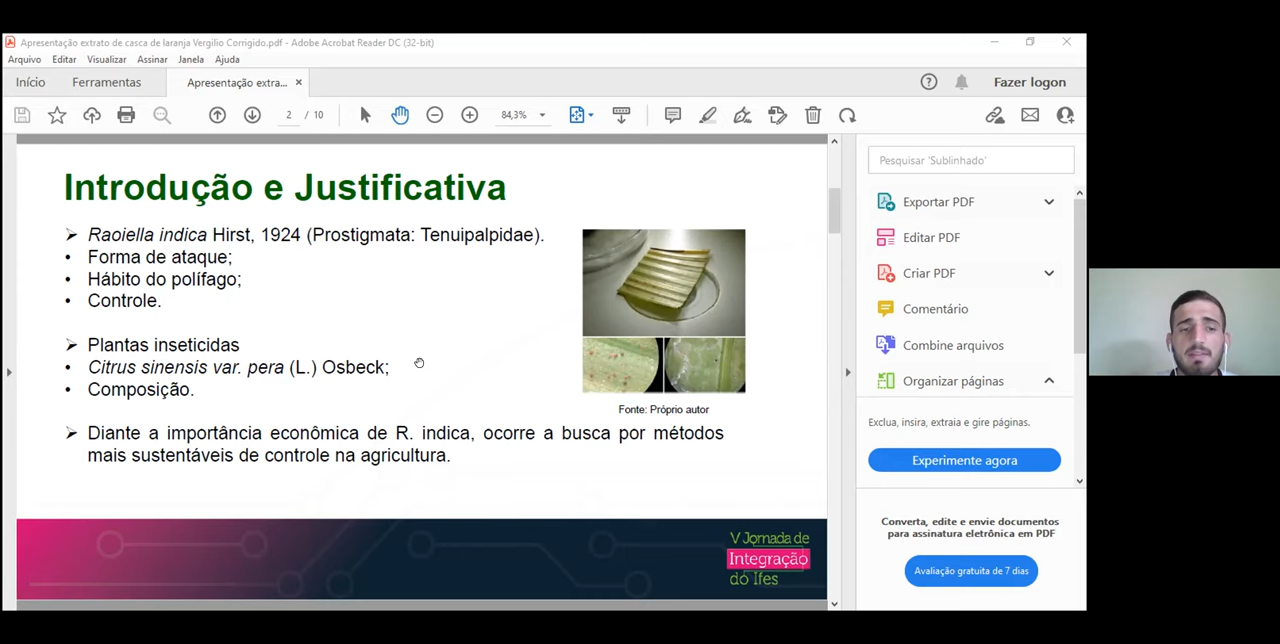 Apresentação extrato de casca de laranja Vergilio Corrigido.pdf - Adobe Acrobat Reader DC (32-bit)
Arquivo Editar Visualizar Assinar Janela Ajuda
Início Ferramentas Apresentação extra... × Fazer logon
2 / 10 84,3%
Introdução e Justificativa
➢ Raoiella indica Hirst, 1924 (Prostigmata: Tenuipalpidae).
• Forma de ataque;
• Hábito do polífago;
• Controle.
➢ Plantas inseticidas
• Citrus sinensis var. pera (L.) Osbeck;
• Composição.
Fonte: Próprio autor
➢ Diante a importância econômica de R. indica, ocorre a busca por métodos
mais sustentáveis de controle na agricultura.
V Jornada de
Integração
do Ifes
Pesquisar 'Sublinhado'
Exportar PDF
Editar PDF
Criar PDF
Comentário
Combine arquivos
Organizar páginas
Exclua, insira, extraia e gire páginas.
Experimente agora
Converta, edite e envie documentos
para assinatura eletrônica em PDF
Avaliação gratuita de 7 dias